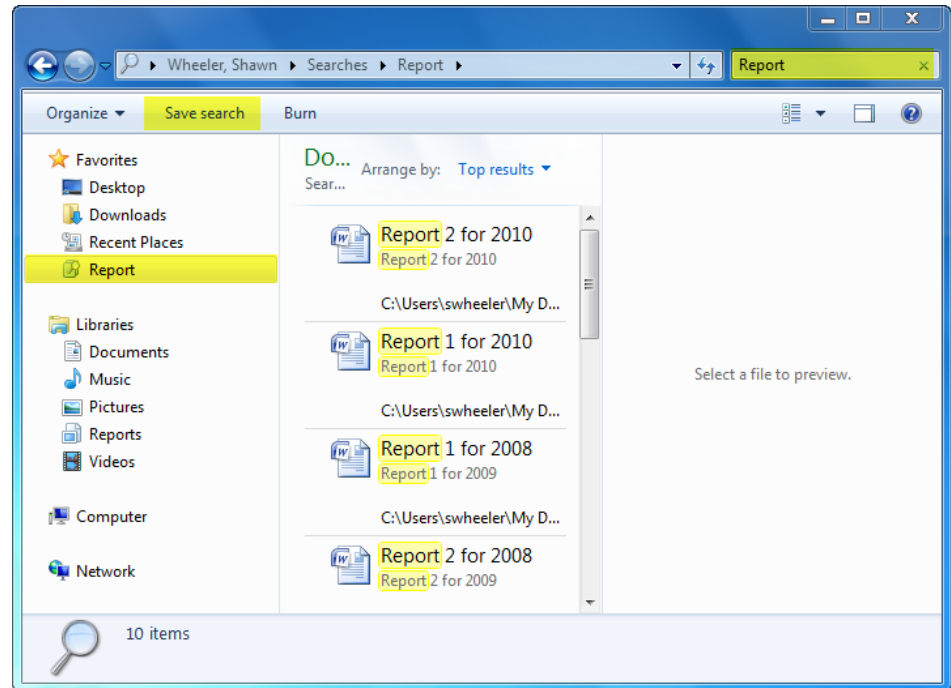 Wheeler, Shawn Searches Report
Report
Organize Save search Burn
Favorites
Desktop
Downloads
Recent Places
Report
Libraries
Documents
Music
Pictures
Reports
Videos
Computer
Network
Do...
Sear...
Arrange by: Top results
Report 2 for 2010
Report 2 for 2010
C:\Users\swheeler\My D...
Report 1 for 2010
Report 1 for 2010
C:\Users\swheeler\My D...
Report 1 for 2008
Report 1 for 2009
C:\Users\swheeler\My D...
Report 2 for 2008
Report 2 for 2009
Select a file to preview.
10 items